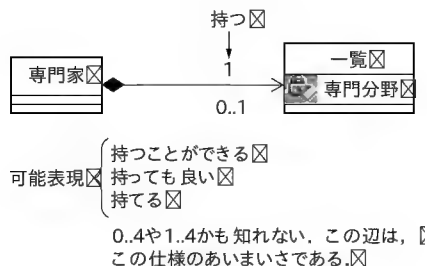 持つ
1
専門家
一覧
専門分野
0..1
可能表現
持つことができる
持っても良い
持てる
0..4や1..4かも知れない．この辺は，
この仕様のあいまいさである．